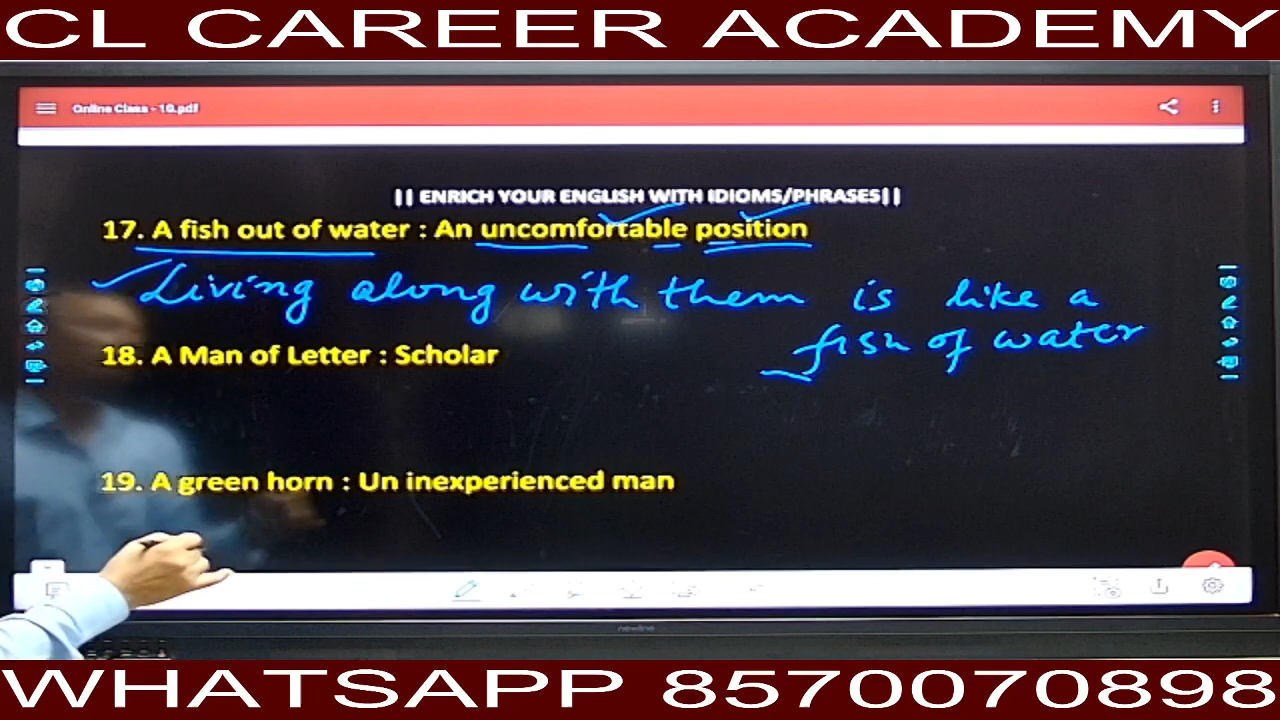 CL CAREER ACADEMY
Online Class - 10.pdf
|| ENRICH YOUR ENGLISH WITH IDIOMS/PHRASES||
17. A fish out of water : An uncomfortable position
Living along with them is like a
fish of water
18. A Man of Letter : Scholar
19. A green horn : Un inexperienced man
newline
WHATSAPP 8570070898